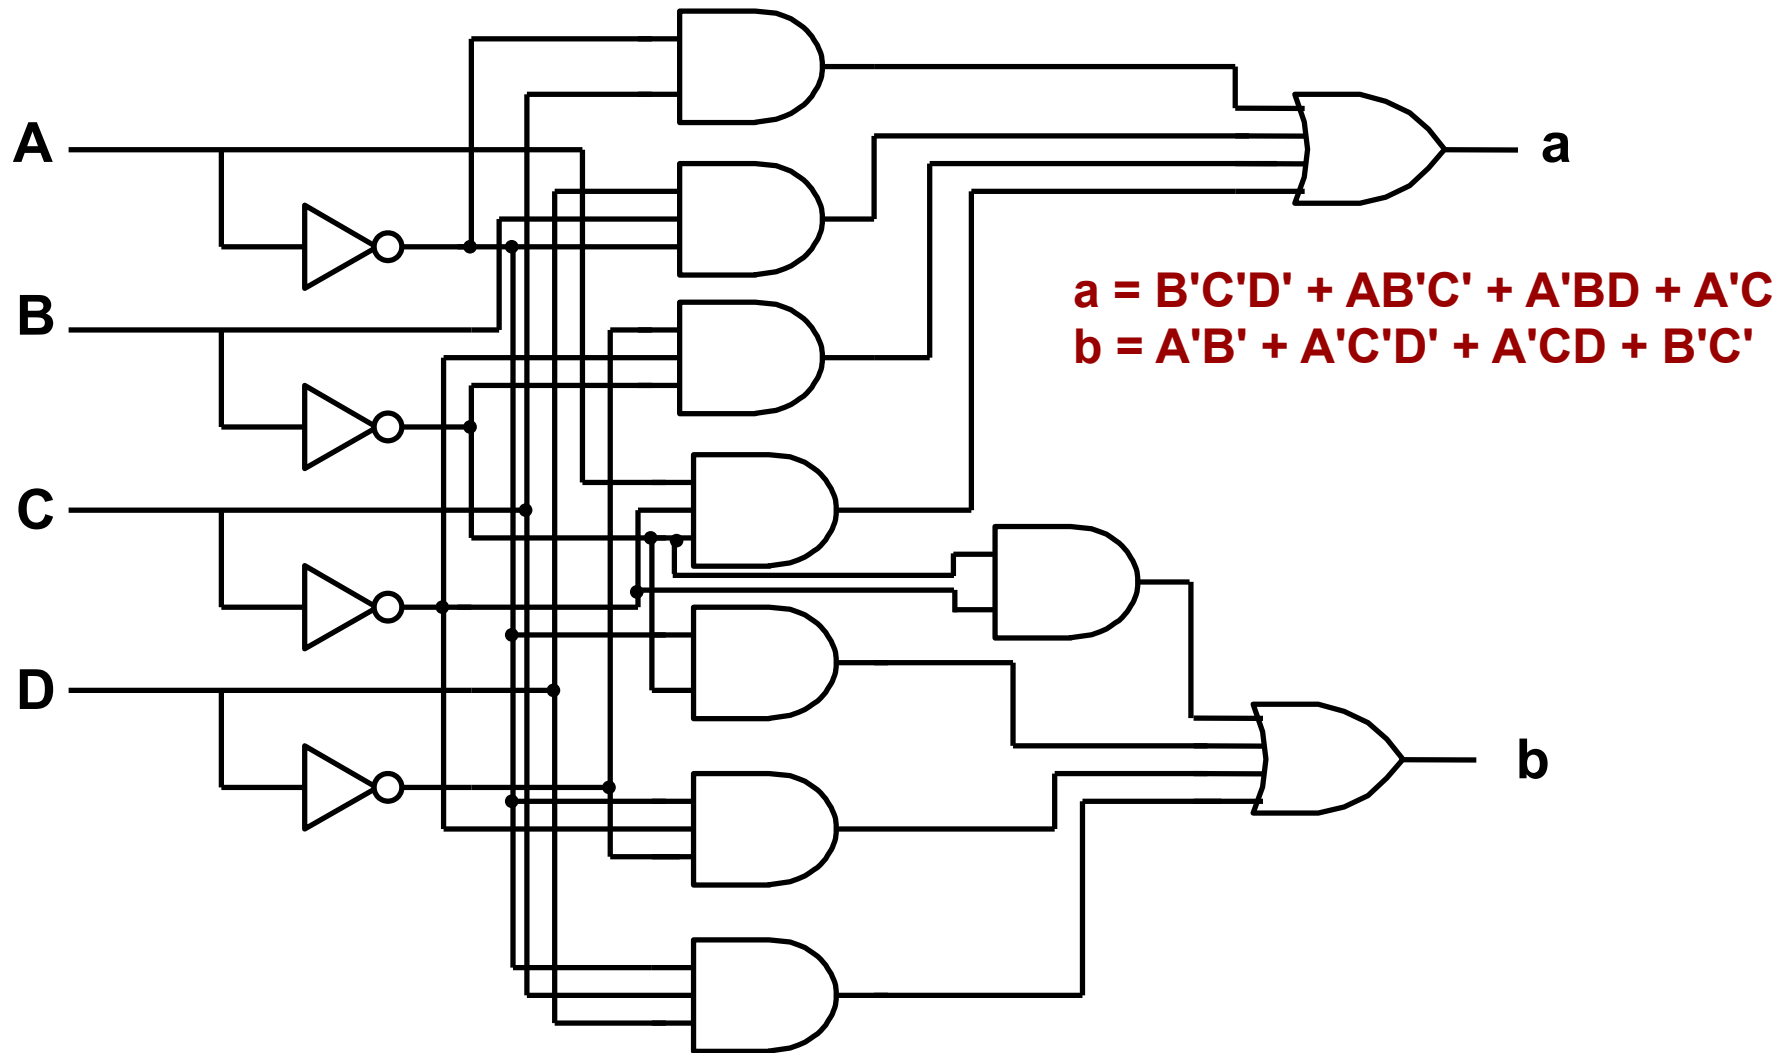 A
B
C
D
a
a = B'C'D' + AB'C' + A'BD + A'C
b = A'B' + A'C'D' + A'CD + B'C'
b